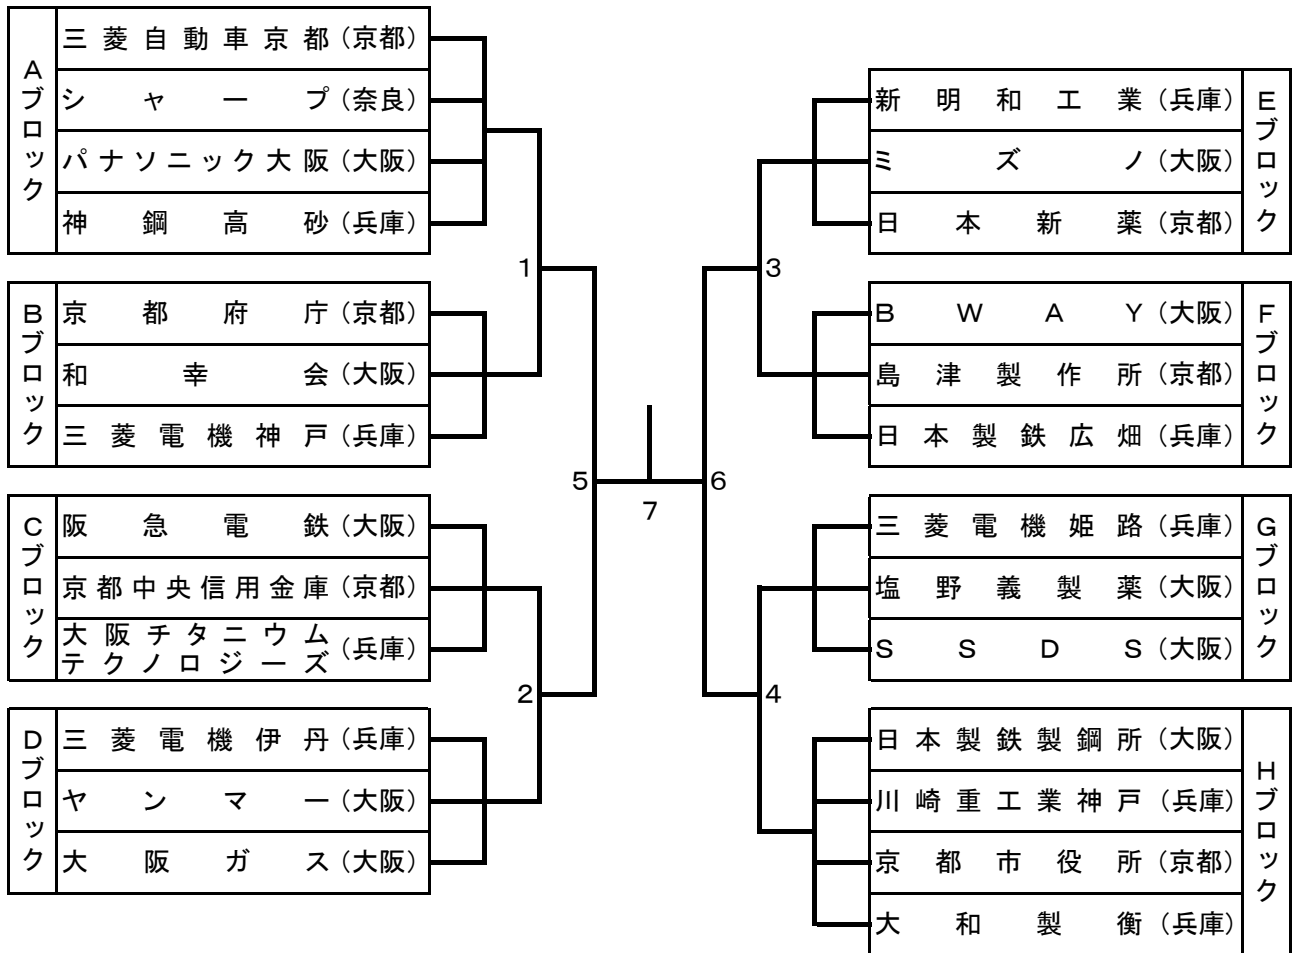 Aブロック
三菱自動車京都(京都)
シャープ(奈良)
パナソニック大阪(大阪)
神鋼高砂(兵庫)
1
Bブロック
京都府庁(京都)
和幸会(大阪)
三菱電機神戸(兵庫)
5
Cブロック
阪急電鉄(大阪)
京都中央信用金庫(京都)
大阪チタニウム
テクノロジーズ(兵庫)
2
Dブロック
三菱電機伊丹(兵庫)
ヤンマー(大阪)
大阪ガス(大阪)
7
Eブロック
新明和工業(兵庫)
ミズノ(大阪)
日本新薬(京都)
3
Fブロック
BWAY(大阪)
島津製作所(京都)
日本製鉄広畑(兵庫)
6
Gブロック
三菱電機姫路(兵庫)
塩野義製薬(大阪)
SSDS(大阪)
4
Hブロック
日本製鉄製鋼所(大阪)
川崎重工業神戸(兵庫)
京都市役所(京都)
大和製衡(兵庫)